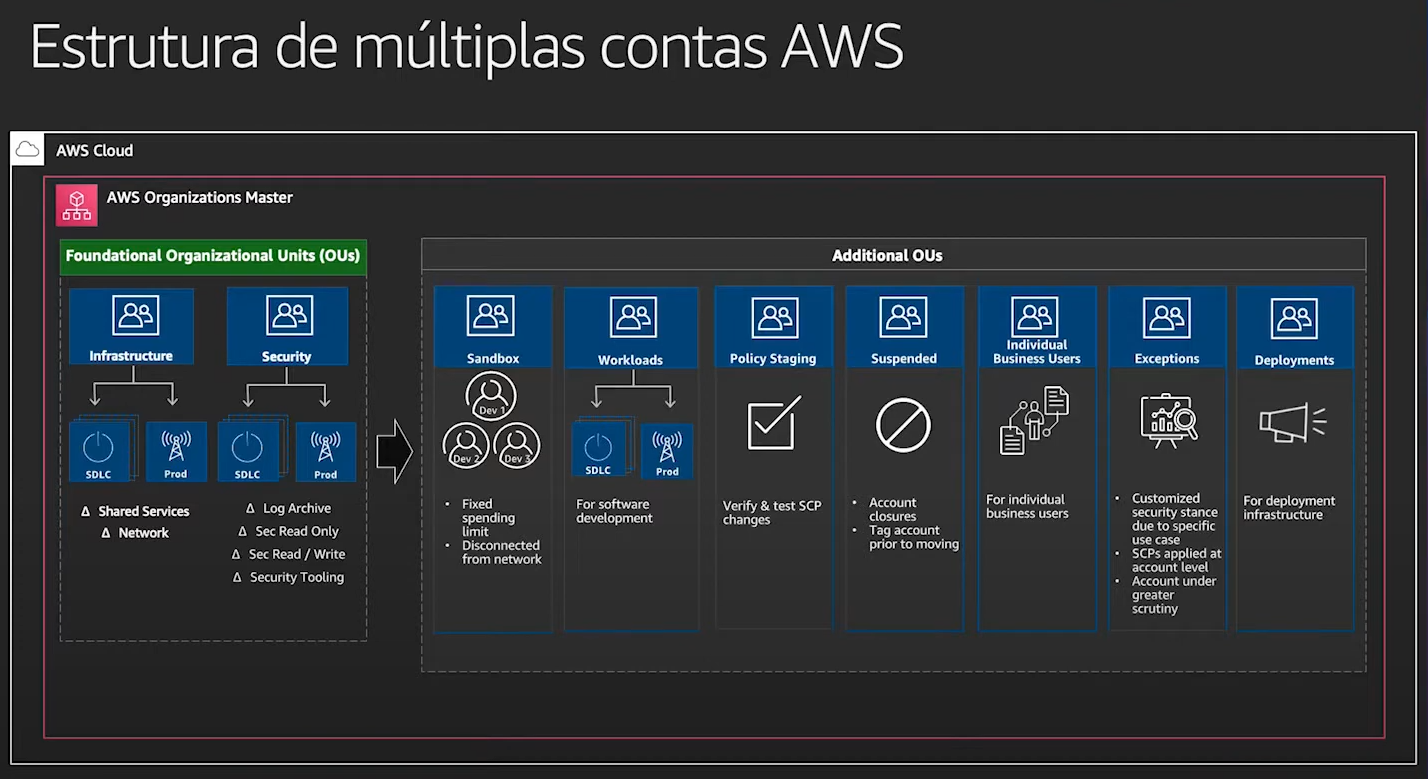 Estrutura de múltiplas contas AWS
AWS Cloud
AWS Organizations Master
Foundational Organizational Units (OUs)
Infrastructure
SDLC
Prod
Δ Shared Services
Δ Network
Security
SDLC
Prod
Δ Log Archive
Δ Sec Read Only
Δ Sec Read / Write
Δ Security Tooling
Additional OUs
Sandbox
Dev 1
Dev 2
Dev 3
• Fixed
spending
limit
• Disconnected
from network
Workloads
SDLC
Prod
For software
development
Policy Staging
Verify & test SCP
changes
Suspended
• Account
closures
• Tag account
prior to moving
Individual
Business Users
For individual
business users
Exceptions
• Customized
security stance
due to specific
use case
• SCPs applied at
account level
• Account under
greater
scrutiny
Deployments
For deployment
infrastructure